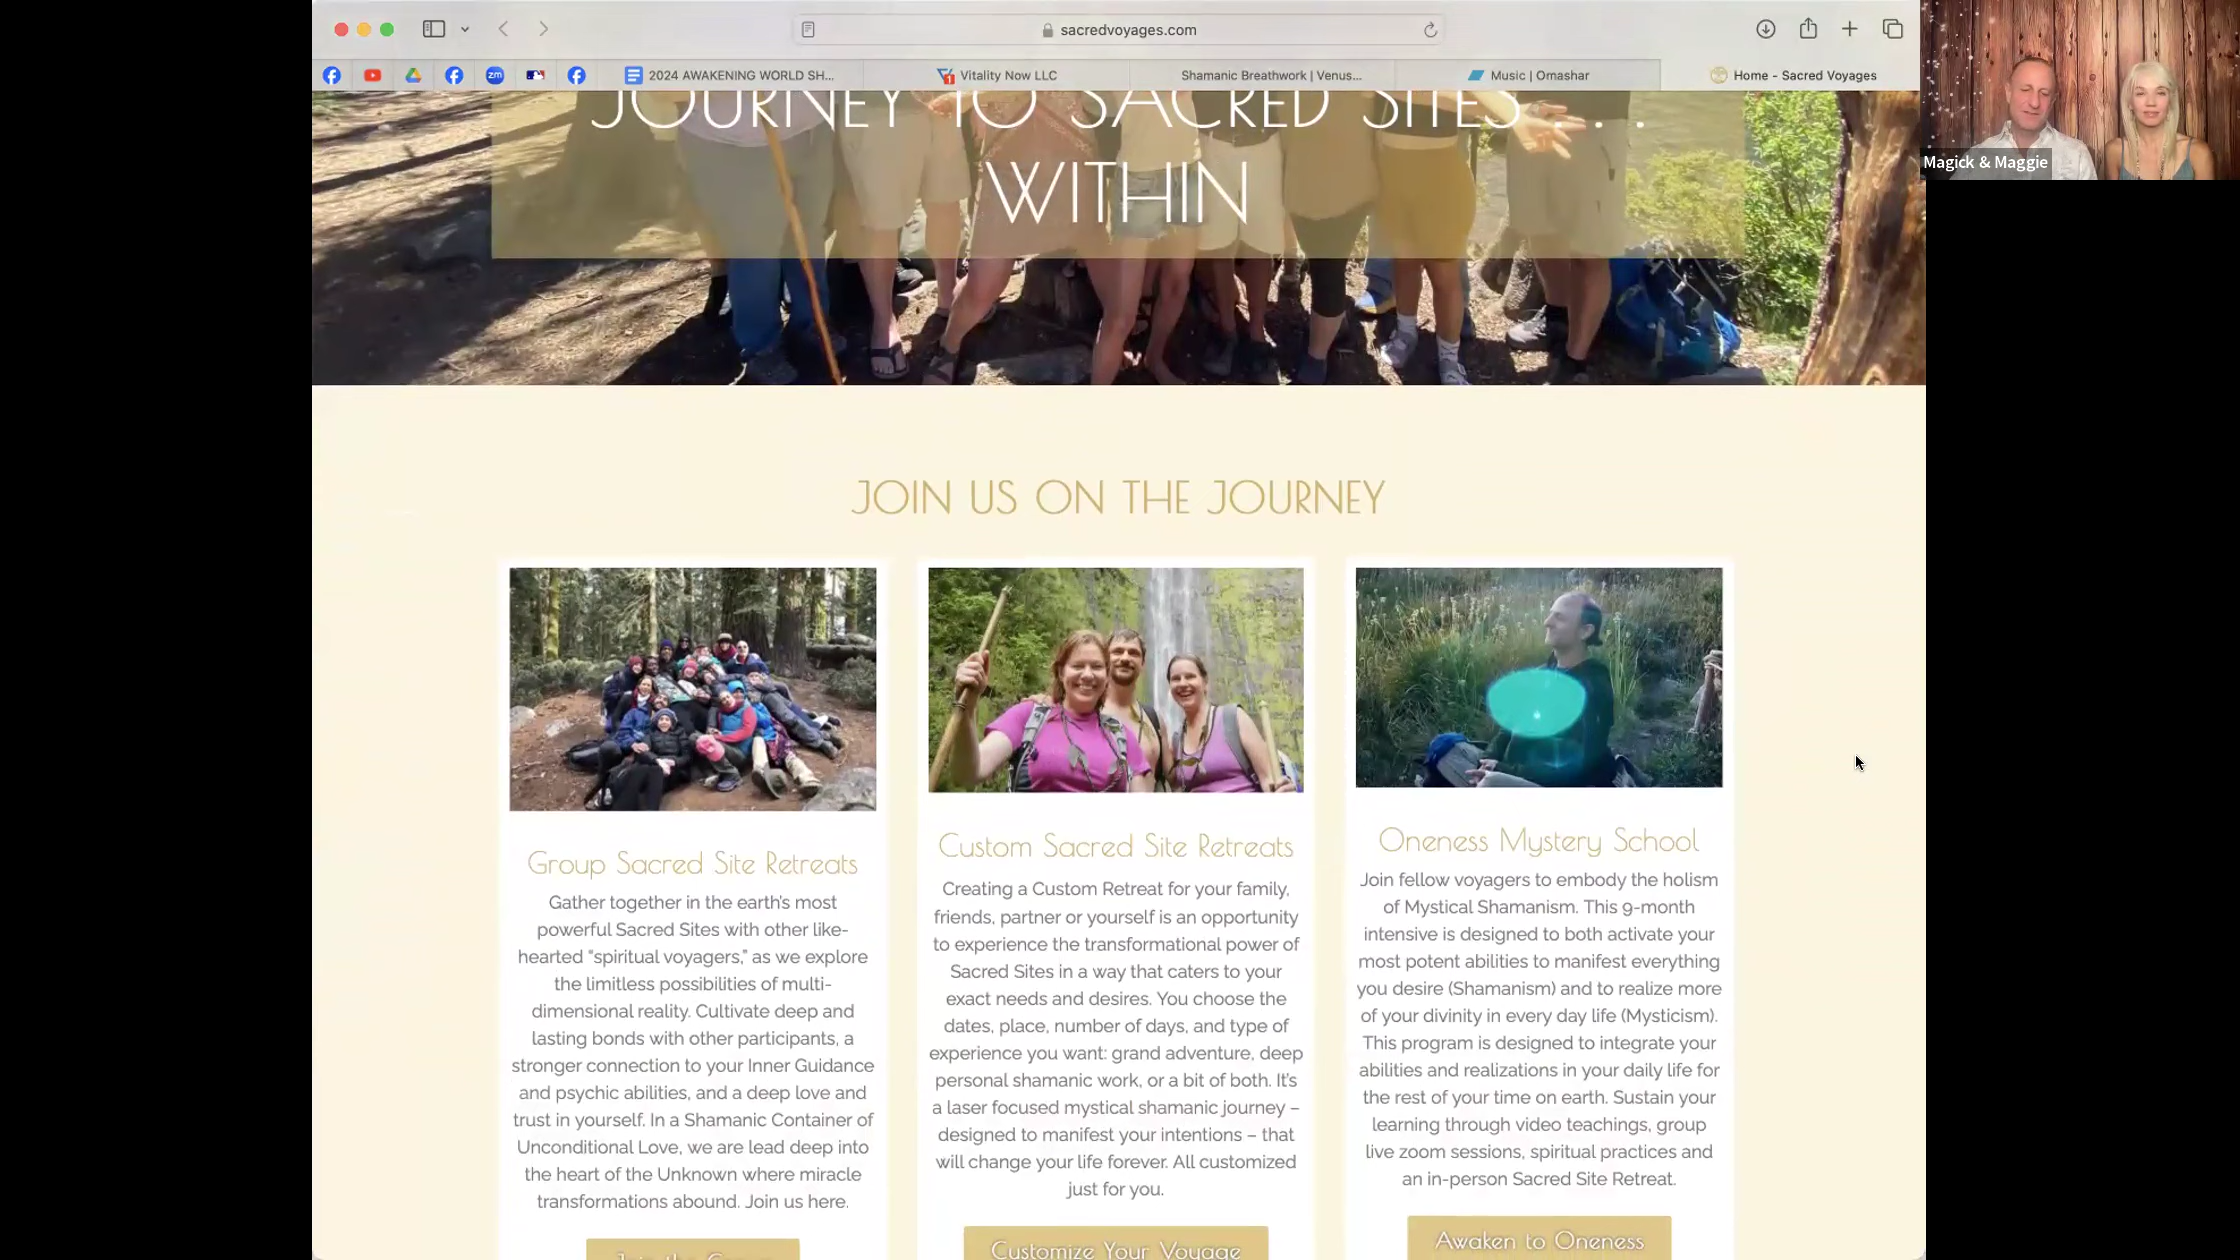 sacredvoyages.com
2024 AWAKENING WORLD SH...
Vitality Now LLC
Shamanic Breathwork | Venus...
Music | Omashar
Home - Sacred Voyages
Magick & Maggie
JOURNEY TO SACRED SITES . . .
WITHIN
JOIN US ON THE JOURNEY
Group Sacred Site Retreats
Gather together in the earth's most
powerful Sacred Sites with other like-
hearted "spiritual voyagers," as we explore
the limitless possibilities of multi-
dimensional reality. Cultivate deep and
lasting bonds with other participants, a
stronger connection to your Inner Guidance
and psychic abilities, and a deep love and
trust in yourself. In a Shamanic Container of
Unconditional Love, we are lead deep into
the heart of the Unknown where miracle
transformations abound. Join us here.
Custom Sacred Site Retreats
Creating a Custom Retreat for your family,
friends, partner or yourself is an opportunity
to experience the transformational power of
Sacred Sites in a way that caters to your
exact needs and desires. You choose the
dates, place, number of days, and type of
experience you want: grand adventure, deep
personal shamanic work, or a bit of both. It's
a laser focused mystical shamanic journey –
designed to manifest your intentions – that
will change your life forever. All customized
just for you.
Customize Your Voyage
Oneness Mystery School
Join fellow voyagers to embody the holism
of Mystical Shamanism. This 9-month
intensive is designed to both activate your
most potent abilities to manifest everything
you desire (Shamanism) and to realize more
of your divinity in every day life (Mysticism).
This program is designed to integrate your
abilities and realizations in your daily life for
the rest of your time on earth. Sustain your
learning through video teachings, group
live zoom sessions, spiritual practices and
an in-person Sacred Site Retreat.
Awaken to Oneness